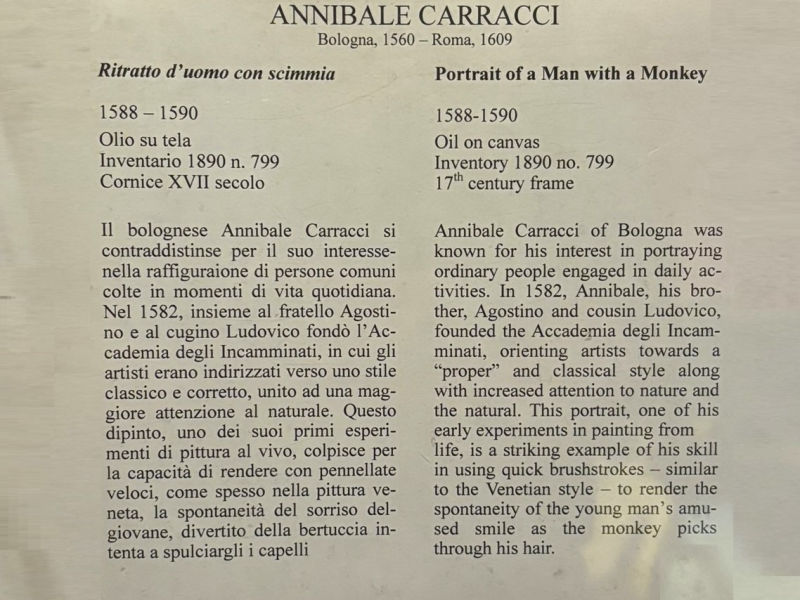 ANNIBALE CARRACCI
Bologna, 1560 – Roma, 1609
Ritratto d'uomo con scimmia
1588 – 1590
Olio su tela
Inventario 1890 n. 799
Cornice XVII secolo
Il bolognese Annibale Carracci si
contraddistinse per il suo interesse-
nella raffiguraione di persone comuni
colte in momenti di vita quotidiana.
Nel 1582, insieme al fratello Agosti-
no e al cugino Ludovico fondò l'Ac-
cademia degli Incamminati, in cui gli
artisti erano indirizzati verso uno stile
classico e corretto, unito ad una mag-
giore attenzione al naturale. Questo
dipinto, uno dei suoi primi esperi-
menti di pittura al vivo, colpisce per
la capacità di rendere con pennellate
veloci, come spesso nella pittura ve-
neta, la spontaneità del sorriso del-
giovane, divertito della bertuccia in-
tenta a spulciargli i capelli
Portrait of a Man with a Monkey
1588-1590
Oil on canvas
Inventory 1890 no. 799
17th century frame
Annibale Carracci of Bologna was
known for his interest in portraying
ordinary people engaged in daily ac-
tivities. In 1582, Annibale, his bro-
ther, Agostino and cousin Ludovico,
founded the Accademia degli Incam-
minati, orienting artists towards a
“proper” and classical style along
with increased attention to nature and
the natural. This portrait, one of his
early experiments in painting from
life, is a striking example of his skill
in using quick brushstrokes – similar
to the Venetian style – to render the
spontaneity of the young man's amu-
sed smile as the monkey picks
through his hair.